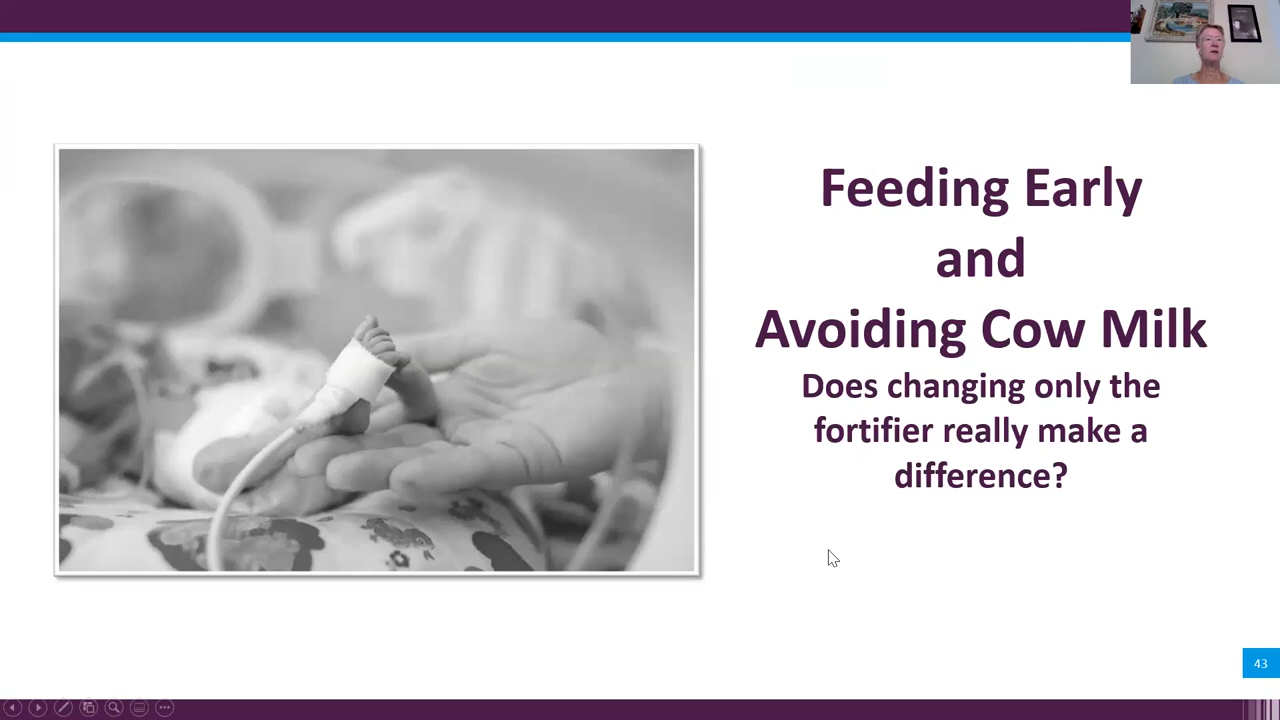 Feeding Early
and
Avoiding Cow Milk
Does changing only the
fortifier really make a
difference?
43